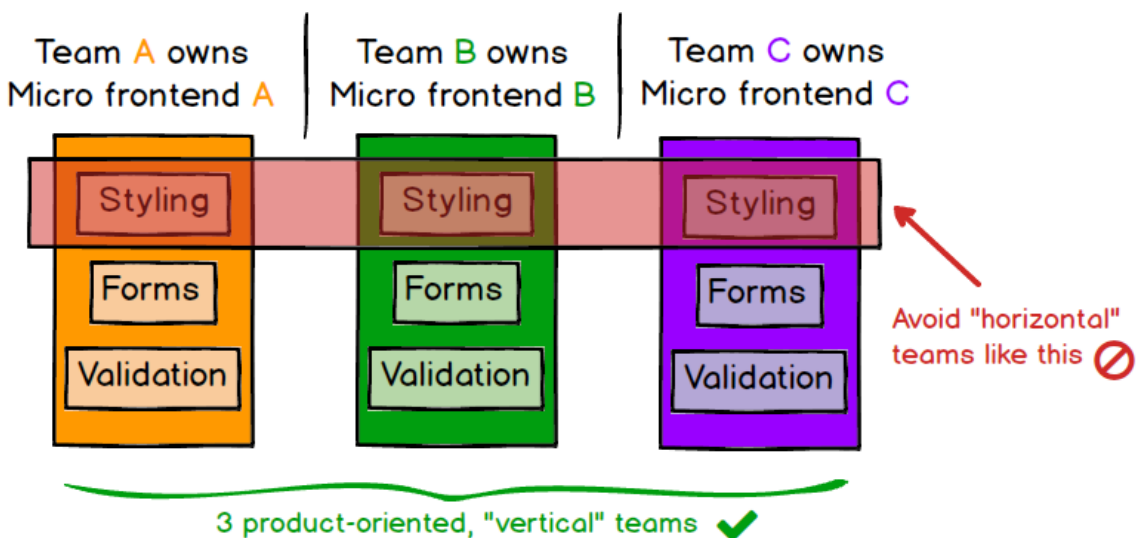 Team A owns
Micro frontend A
Team B owns
Micro frontend B
Team C owns
Micro frontend C
Styling
Styling
Styling
Forms
Forms
Forms
Validation
Validation
Validation
Avoid "horizontal"
teams like this
3 product-oriented, "vertical" teams